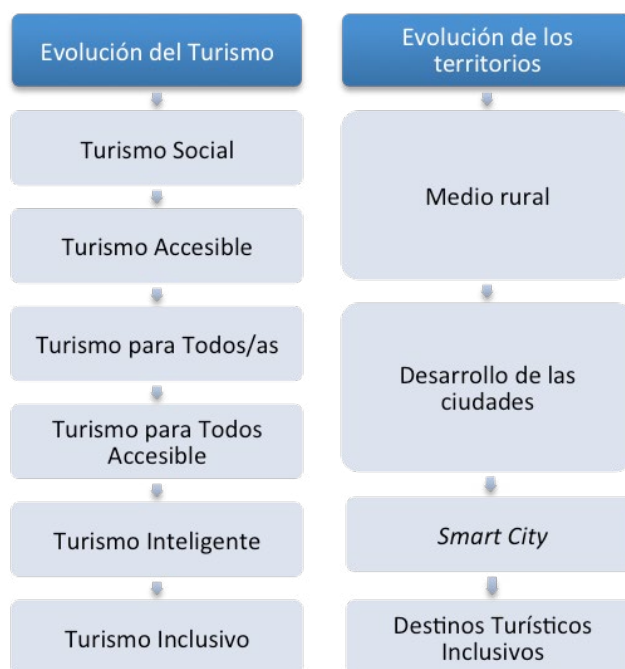 Evolución del Turismo
Turismo Social
Turismo Accesible
Turismo para Todos/as
Turismo para Todos
Accesible
Turismo Inteligente
Turismo Inclusivo
Evolución de los
territorios
Medio rural
Desarrollo de las
ciudades
Smart City
Destinos Turísticos
Inclusivos